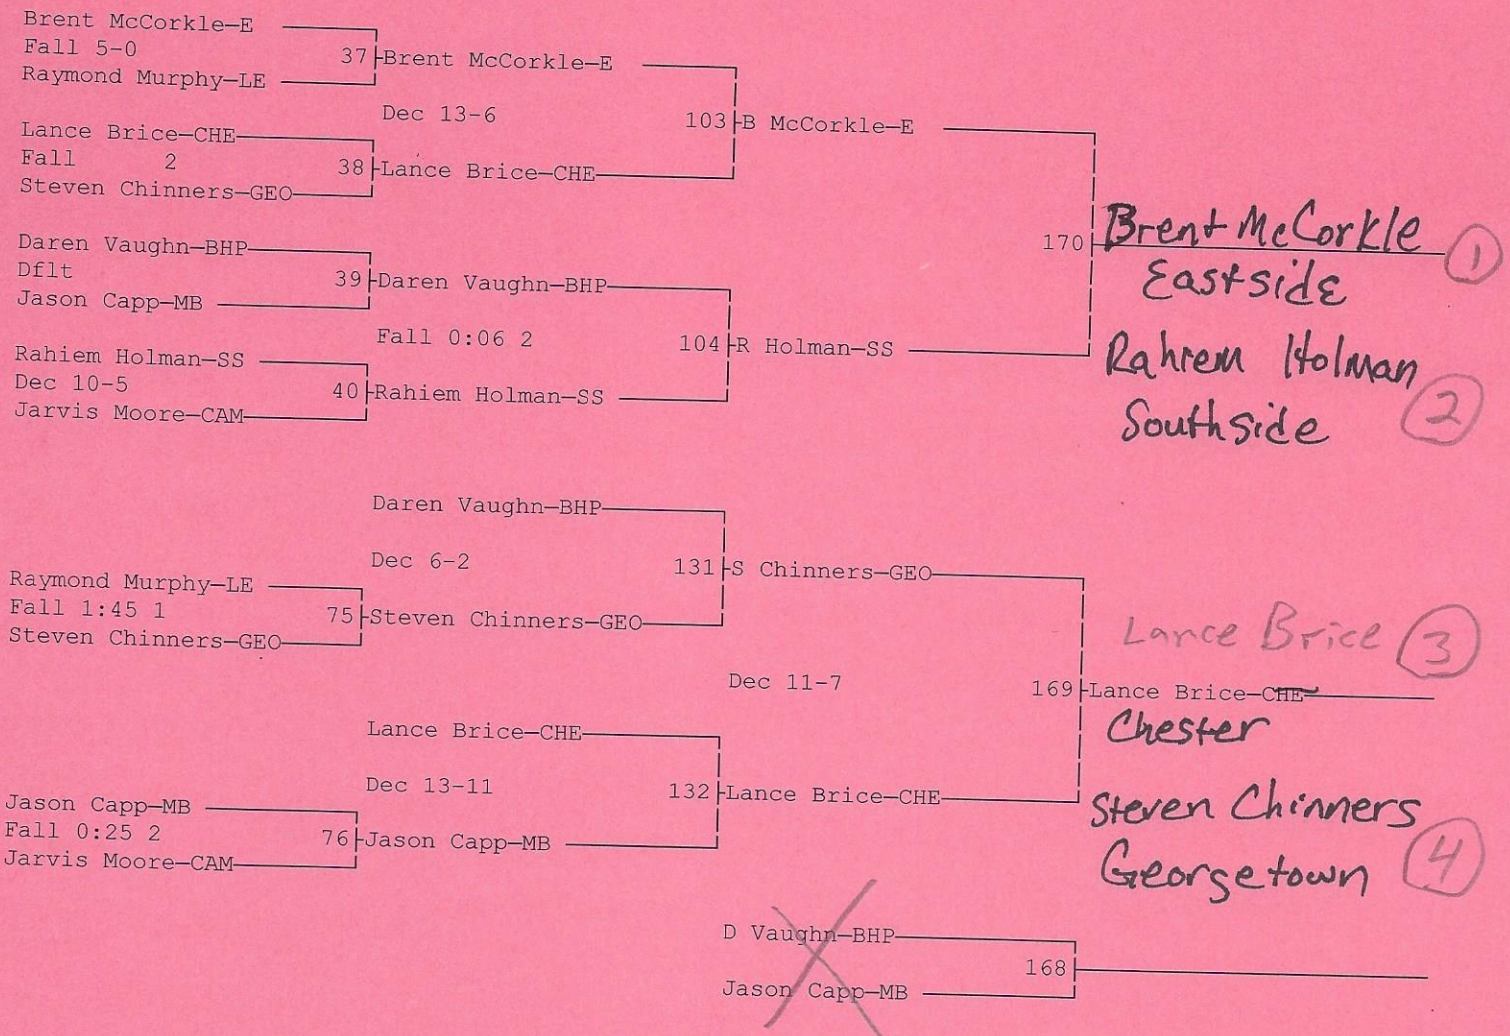 Brent McCorkle—E
Fall 5-0
37 Brent McCorkle—E
Raymond Murphy—LE
Dec 13-6
103 B McCorkle—E
Lance Brice—CHE
Fall 2
38 Lance Brice—CHE
Steven Chinners—GEO
Brent McCorkle 1
170
Eastside
Daren Vaughn—BHP
Dflt
39 Daren Vaughn—BHP
Jason Capp—MB
Fall 0:06 2
104 R Holman—SS
Rahiem Holman—SS
Dec 10-5
40 Rahiem Holman—SS
Jarvis Moore—CAM
Rahiem Holman 2
Southside
Daren Vaughn—BHP
Dec 6-2
131 S Chinners—GEO
Raymond Murphy—LE
Fall 1:45 1
75 Steven Chinners—GEO
Steven Chinners—GEO
Lance Brice 3
Dec 11-7
169 Lance Brice—CHE
Chester
Lance Brice—CHE
Dec 13-11
132 Lance Brice—CHE
Jason Capp—MB
Fall 0:25 2
76 Jason Capp—MB
Jarvis Moore—CAM
Steven Chinners
Georgetown 4
D Vaughn—BHP
168
Jason Capp—MB